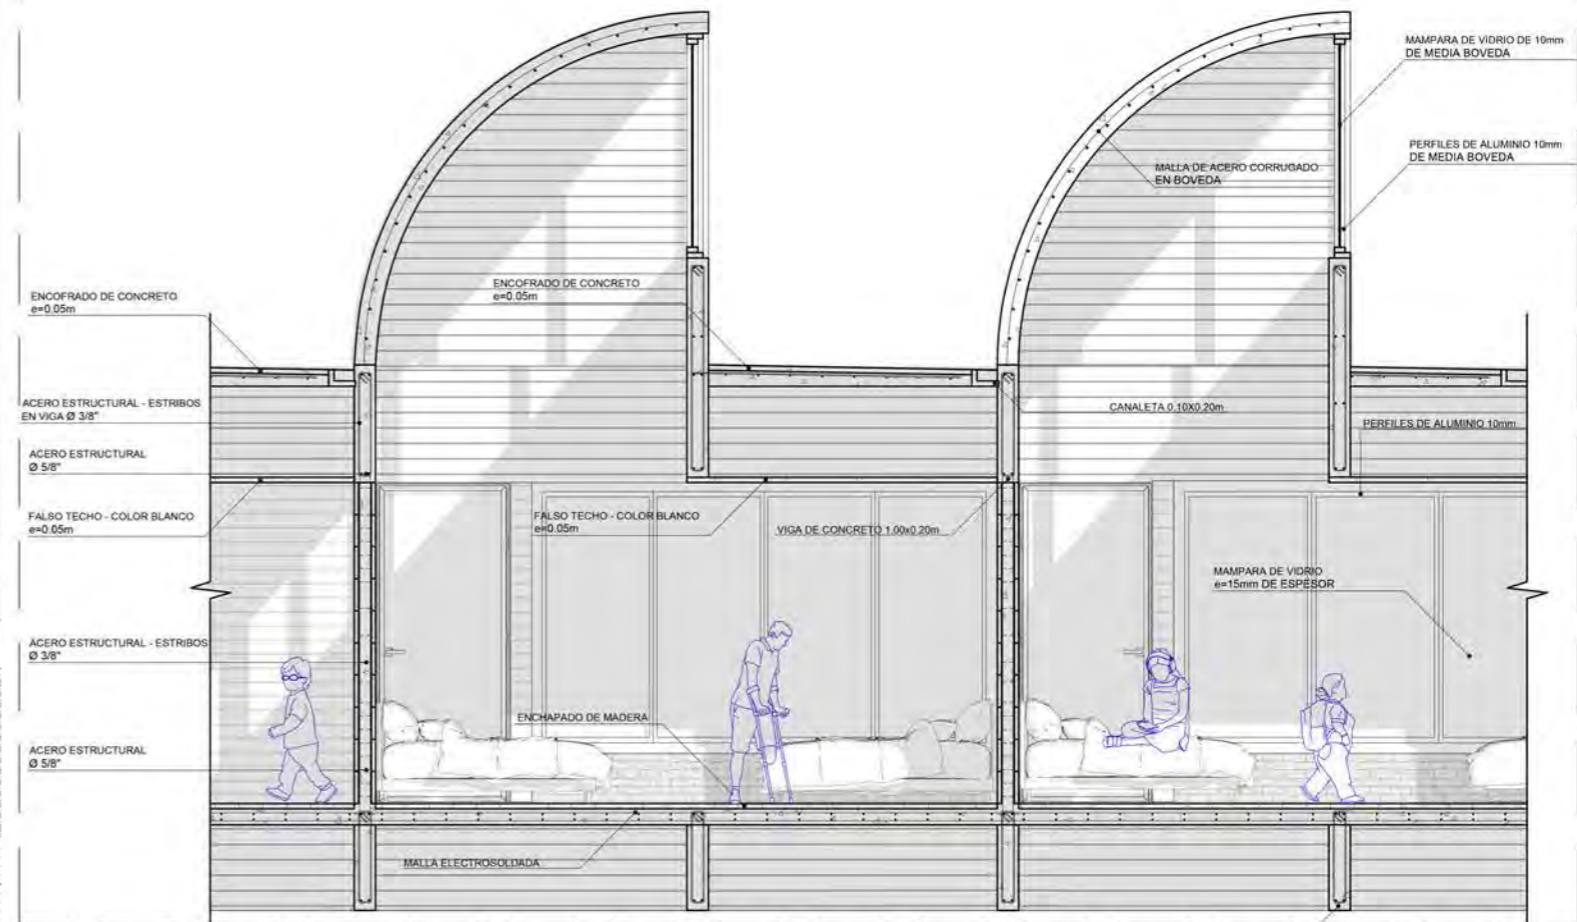 MAMPARA DE VIDRIO DE 10mm
DE MEDIA BOVEDA
PERFILES DE ALUMINIO 10mm
DE MEDIA BOVEDA
MALLA DE ACERO CORRUGADO
EN BOVEDA
ENCOFRADO DE CONCRETO
e=0.05m
ENCOFRADO DE CONCRETO
e=0.05m
ACERO ESTRUCTURAL - ESTRIBOS
EN VIGA Ø 3/8"
CANALETA 0.10X0.20m
PERFILES DE ALUMINIO 10mm
ACERO ESTRUCTURAL
Ø 5/8"
FALSO TECHO - COLOR BLANCO
e=0.05m
FALSO TECHO - COLOR BLANCO
e=0.05m
VIGA DE CONCRETO 1.00x0.20m
MAMPARA DE VIDRIO
e=15mm DE ESPESOR
ACERO ESTRUCTURAL - ESTRIBOS
Ø 3/8"
ENCHAPADO DE MADERA
ACERO ESTRUCTURAL
Ø 5/8"
MALLA ELECTROSOLDADA